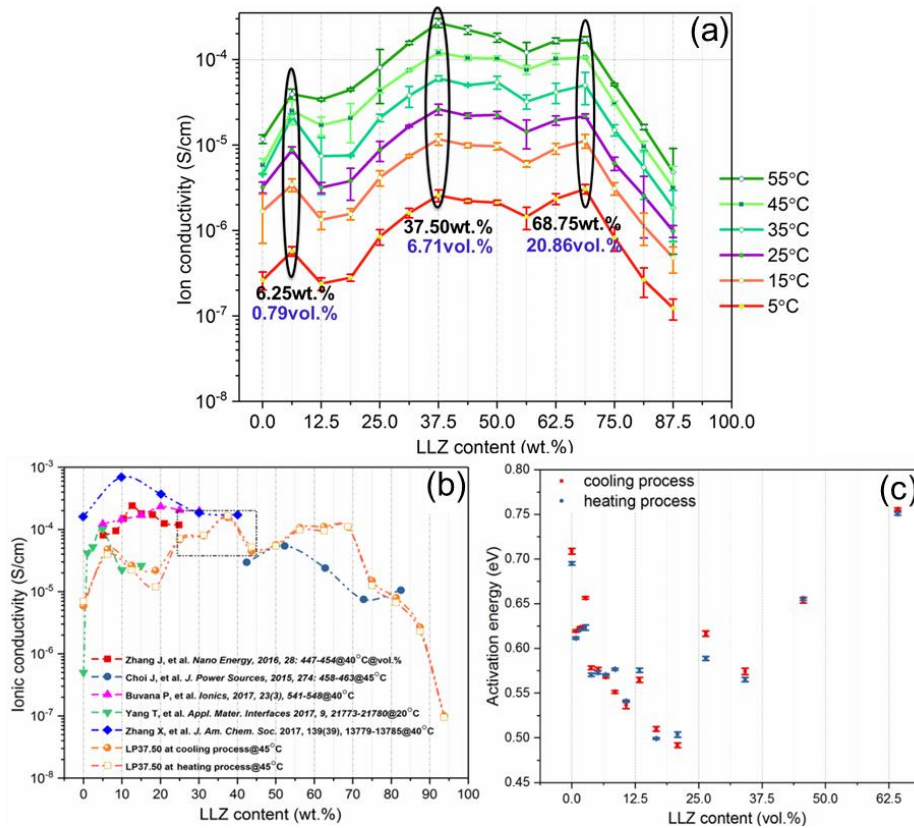 (a)
Ion conductivity (S/cm)
10⁻⁴
10⁻⁵
10⁻⁶
10⁻⁷
10⁻⁸
6.25wt.%
0.79vol.%
37.50wt.%
6.71vol.%
68.75wt.%
20.86vol.%
55°C
45°C
35°C
25°C
15°C
5°C
0.0 12.5 25.0 37.5 50.0 62.5 75.0 87.5 100.0
LLZ content (wt.%)
(b)
Ionic conductivity (S/cm)
10⁻³
10⁻⁴
10⁻⁵
10⁻⁶
10⁻⁷
10⁻⁸
Zhang J, et al. Nano Energy, 2016, 28: 447-454@40°C@vol.%
Choi J, et al. J. Power Sources, 2015, 274: 458-463@45°C
Buvana P, et al. Ionics, 2017, 23(3), 541-548@40°C
Yang T, et al. Appl. Mater. Interfaces 2017, 9, 21773-21780@20°C
Zhang X, et al. J. Am. Chem. Soc. 2017, 139(39), 13779-13785@40°C
LP37.50 at cooling process@45°C
LP37.50 at heating process@45°C
0 10 20 30 40 50 60 70 80 90 100
LLZ content (wt.%)
(c)
Activation energy (eV)
cooling process
heating process
0.80
0.75
0.70
0.65
0.60
0.55
0.50
0.45
0.0 12.5 25.0 37.5 50.0 62.5
LLZ content (vol.%)